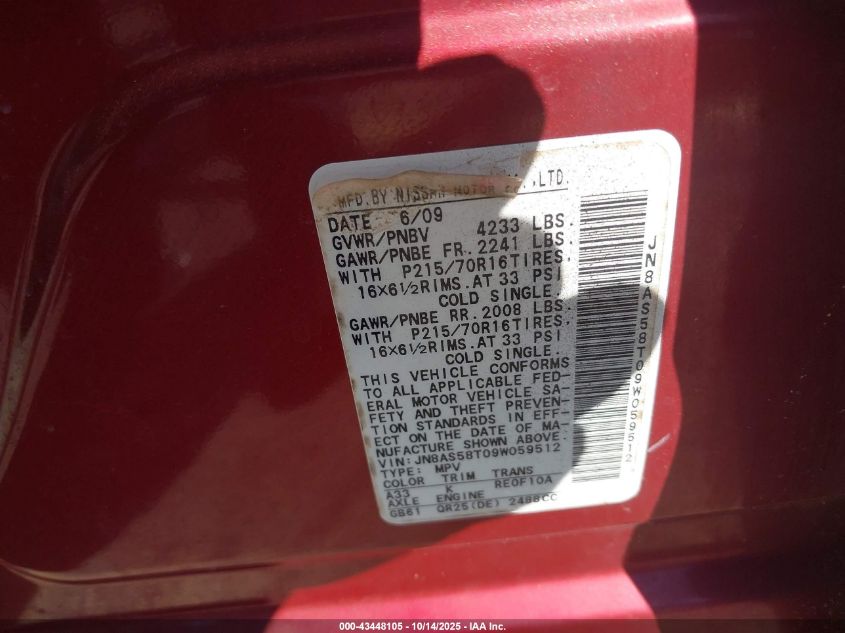 MFD.BY NISSAN MOTOR CO.,LTD
DATE 6/09
GVWR/PNBV 4233 LBS.
GAWR/PNBE FR. 2241 LBS.
WITH P215/70R16TIRES.
16×6½RIMS.AT 33 PSI
COLD SINGLE.
GAWR/PNBE RR. 2008 LBS.
WITH P215/70R16TIRES.
16×6½RIMS.AT 33 PSI
COLD SINGLE.
THIS VEHICLE CONFORMS
TO ALL APPLICABLE FED-
ERAL MOTOR VEHICLE SA-
FETY AND THEFT PREVEN-
TION STANDARDS IN EFF-
ECT ON THE DATE OF MA-
NUFACTURE SHOWN ABOVE.
VIN: JN8AS58T09W059512
TYPE: MPV
COLOR TRIM TRANS
A33 K RE0F10A
AXLE ENGINE
GB61 QR25(DE) 2488CC
JN8AS58T09W059512
000-43448105 - 10/14/2025 - IAA Inc.